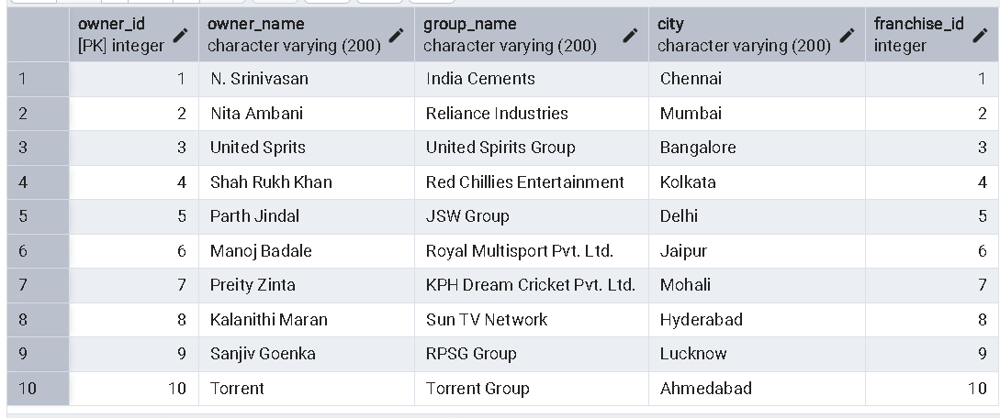 owner_id owner_name group_name city franchise_id
[PK] integer character varying (200) character varying (200) character varying (200) integer
1 1 N. Srinivasan India Cements Chennai 1
2 2 Nita Ambani Reliance Industries Mumbai 2
3 3 United Sprits United Spirits Group Bangalore 3
4 4 Shah Rukh Khan Red Chillies Entertainment Kolkata 4
5 5 Parth Jindal JSW Group Delhi 5
6 6 Manoj Badale Royal Multisport Pvt. Ltd. Jaipur 6
7 7 Preity Zinta KPH Dream Cricket Pvt. Ltd. Mohali 7
8 8 Kalanithi Maran Sun TV Network Hyderabad 8
9 9 Sanjiv Goenka RPSG Group Lucknow 9
10 10 Torrent Torrent Group Ahmedabad 10